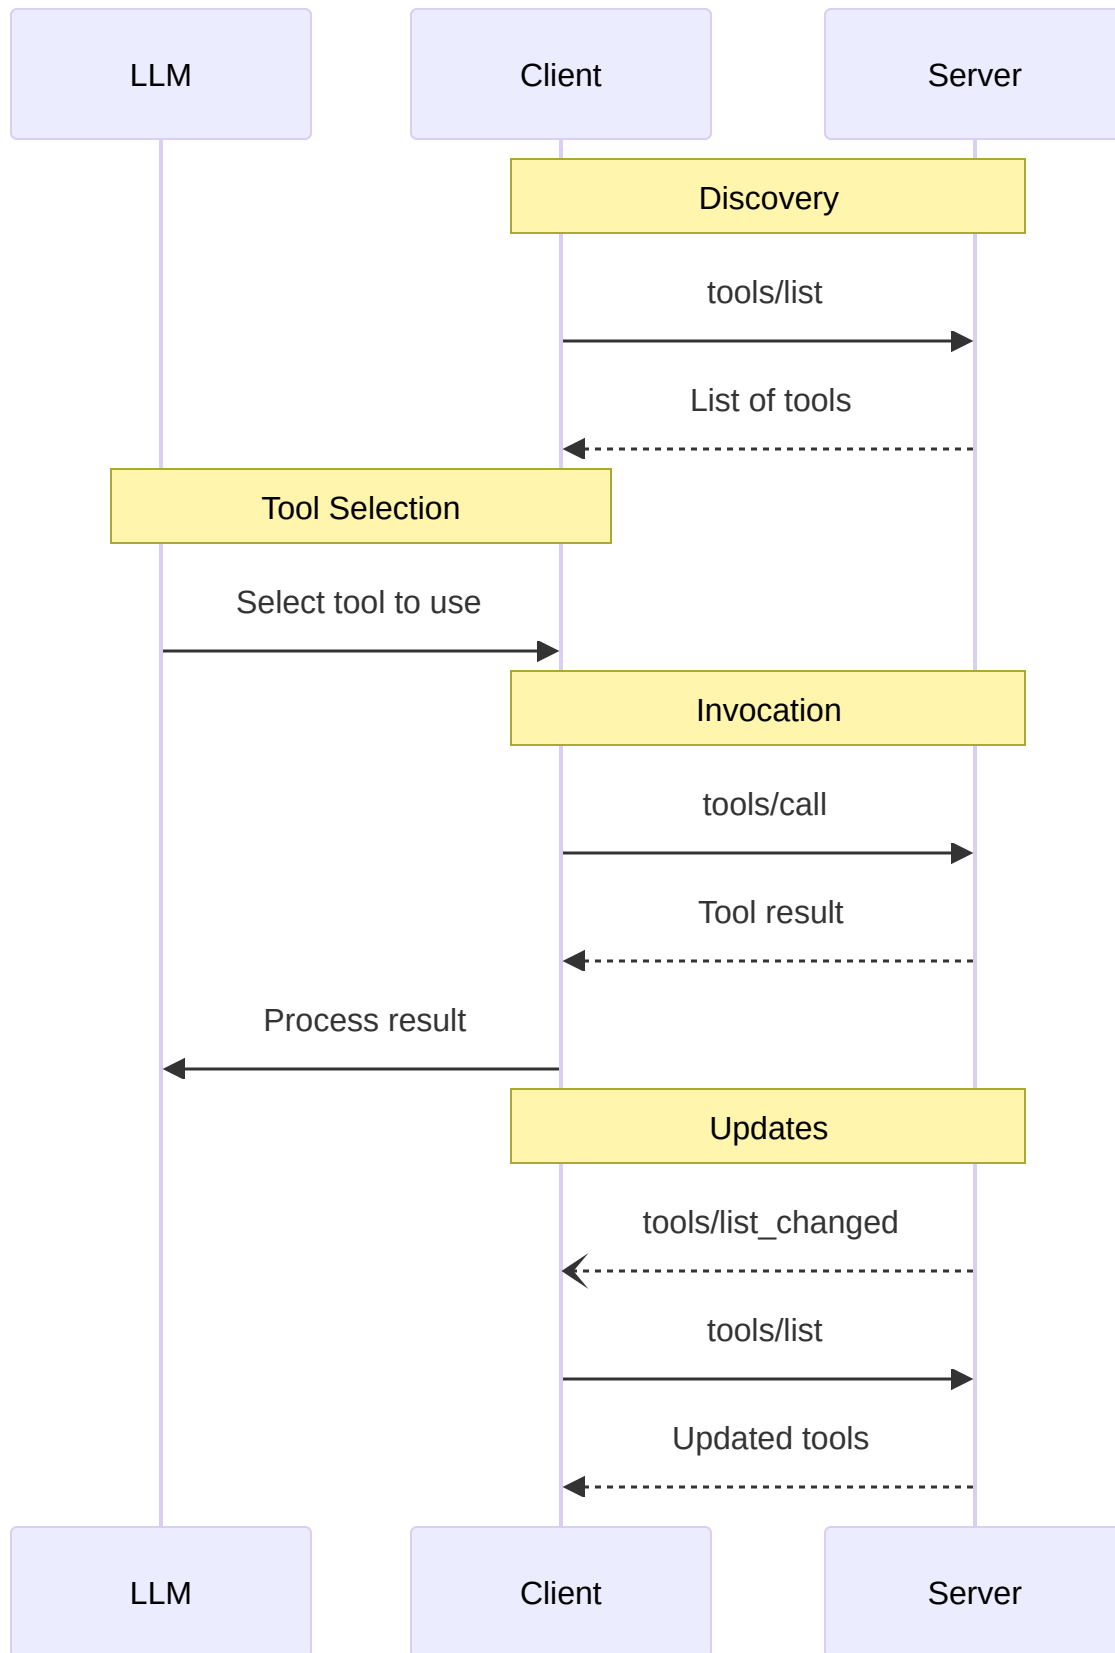 LLM
Client
Server
Discovery
tools/list
List of tools
Tool Selection
Select tool to use
Invocation
tools/call
Tool result
Process result
Updates
tools/list_changed
tools/list
Updated tools
LLM
Client
Server